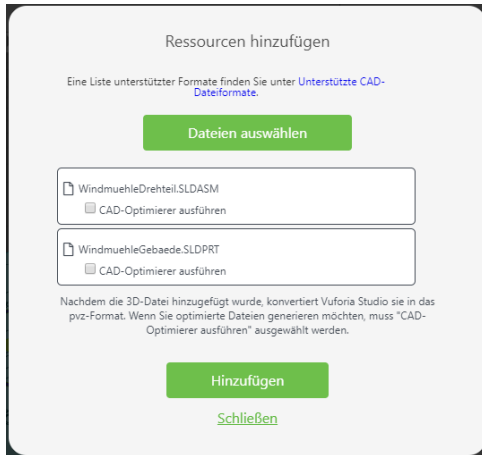 Ressourcen hinzufügen
Eine Liste unterstützter Formate finden Sie unter Unterstützte CAD-
Dateiformate.
Dateien auswählen
WindmuehleDrehteil.SLDASM
CAD-Optimierer ausführen
WindmuehleGebaede.SLDPRT
CAD-Optimierer ausführen
Nachdem die 3D-Datei hinzugefügt wurde, konvertiert Vuforia Studio sie in das
pvz-Format. Wenn Sie optimierte Dateien generieren möchten, muss "CAD-
Optimierer ausführen" ausgewählt werden.
Hinzufügen
Schließen